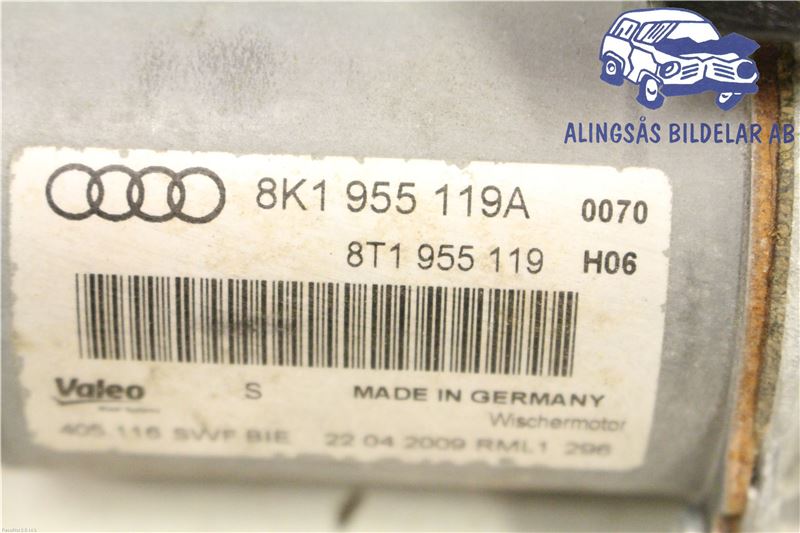 ALINGSÅS BILDELAR AB
8K1 955 119A 0070
8T1 955 119 H06
Valeo S MADE IN GERMANY
Wischermotor
405.116 SWF BIE 22 04 2009 RML1 296